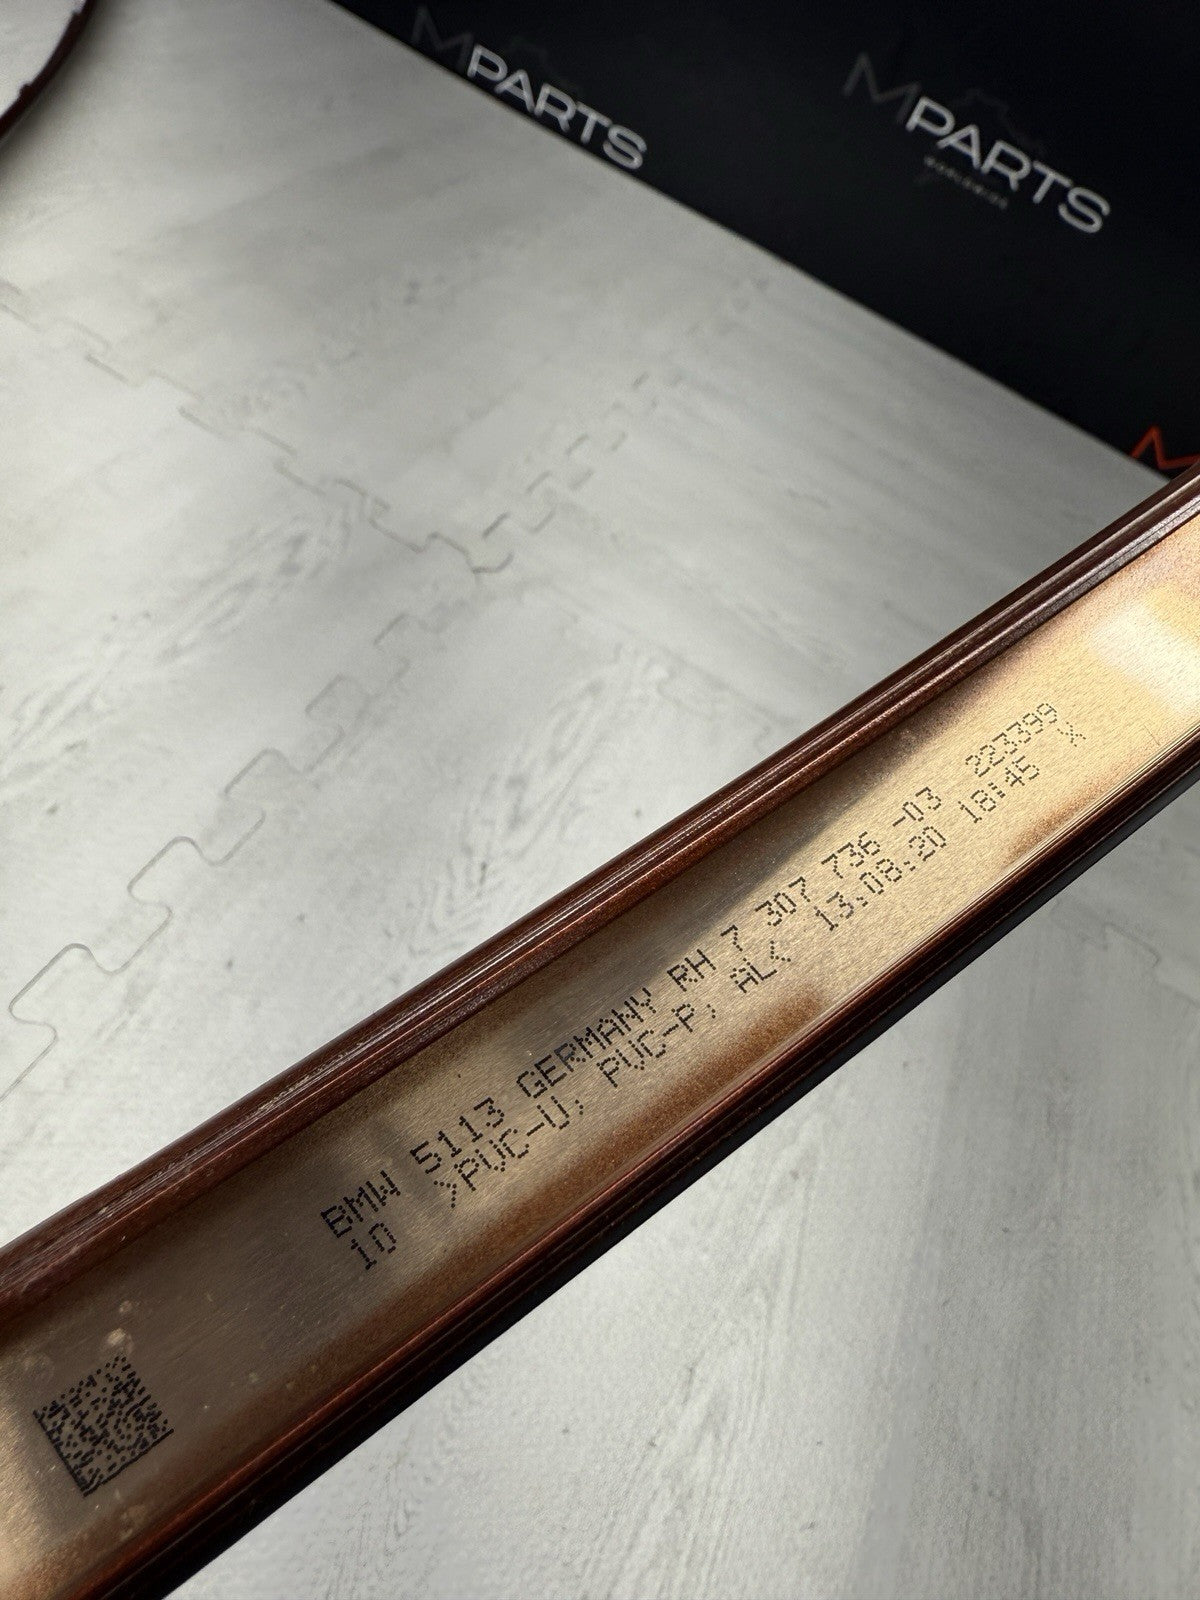 MPARTS
MPARTS
WORLDWIDE
M
BMW 5113 GERMANY RH 7 307 736 -03 223399
10 >PVC-U; PVC-P; AL< 13.08.20 18:45 X